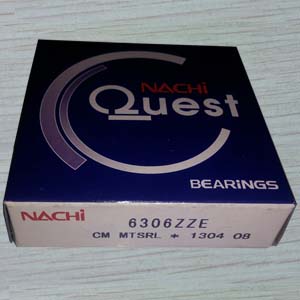 NACHi
Quest
BEARiNGS
NACHi 6306ZZE
CM MTSRL * 1304 08